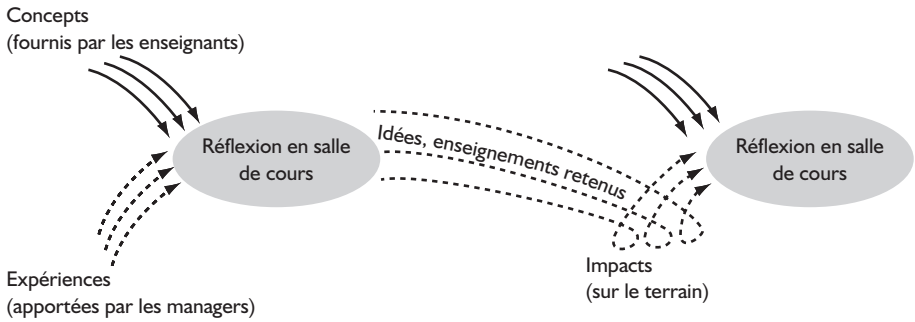 Concepts
(fournis par les enseignants)
Réflexion en salle
de cours
Idées, enseignements retenus
Réflexion en salle
de cours
Expériences
(apportées par les managers)
Impacts
(sur le terrain)